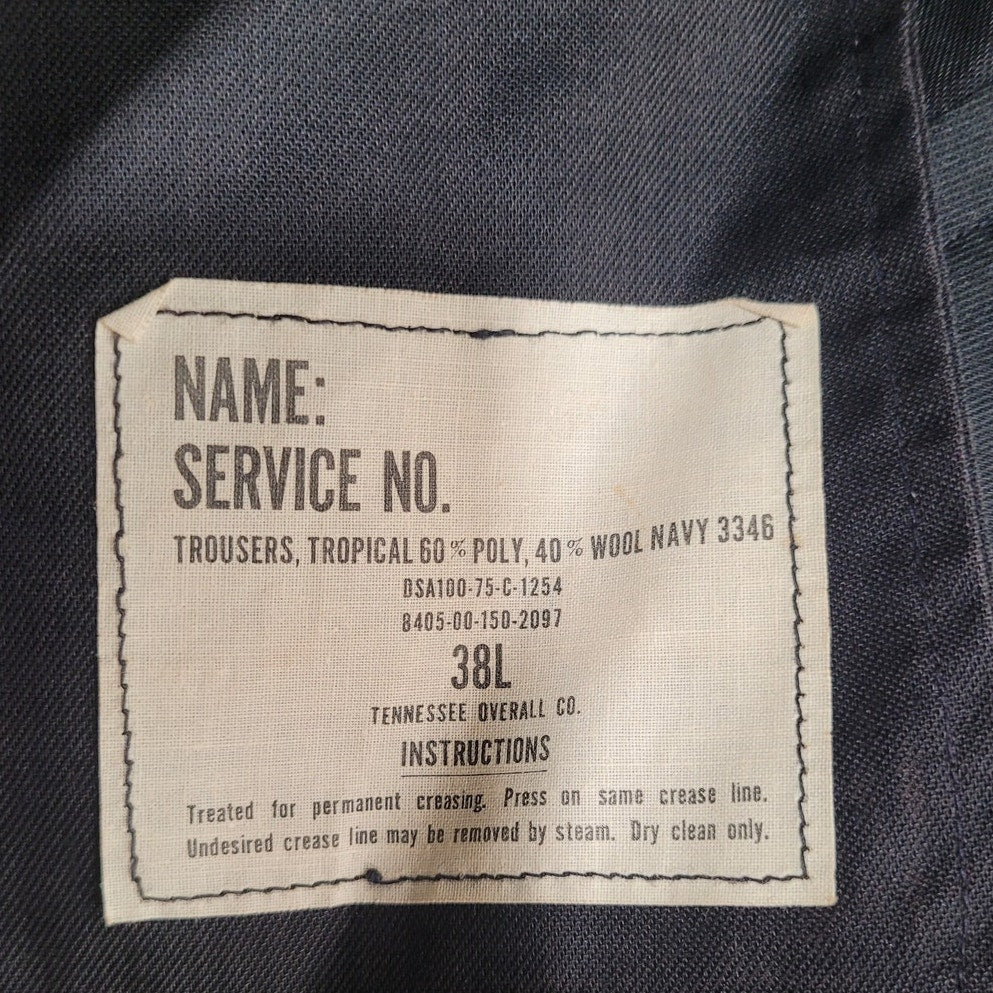 NAME:
SERVICE NO.
TROUSERS, TROPICAL 60% POLY, 40% WOOL NAVY 3346
DSA100-75-C-1254
8405-00-150-2097
38L
TENNESSEE OVERALL CO.
INSTRUCTIONS
Treated for permanent creasing. Press on same crease line.
Undesired crease line may be removed by steam. Dry clean only.